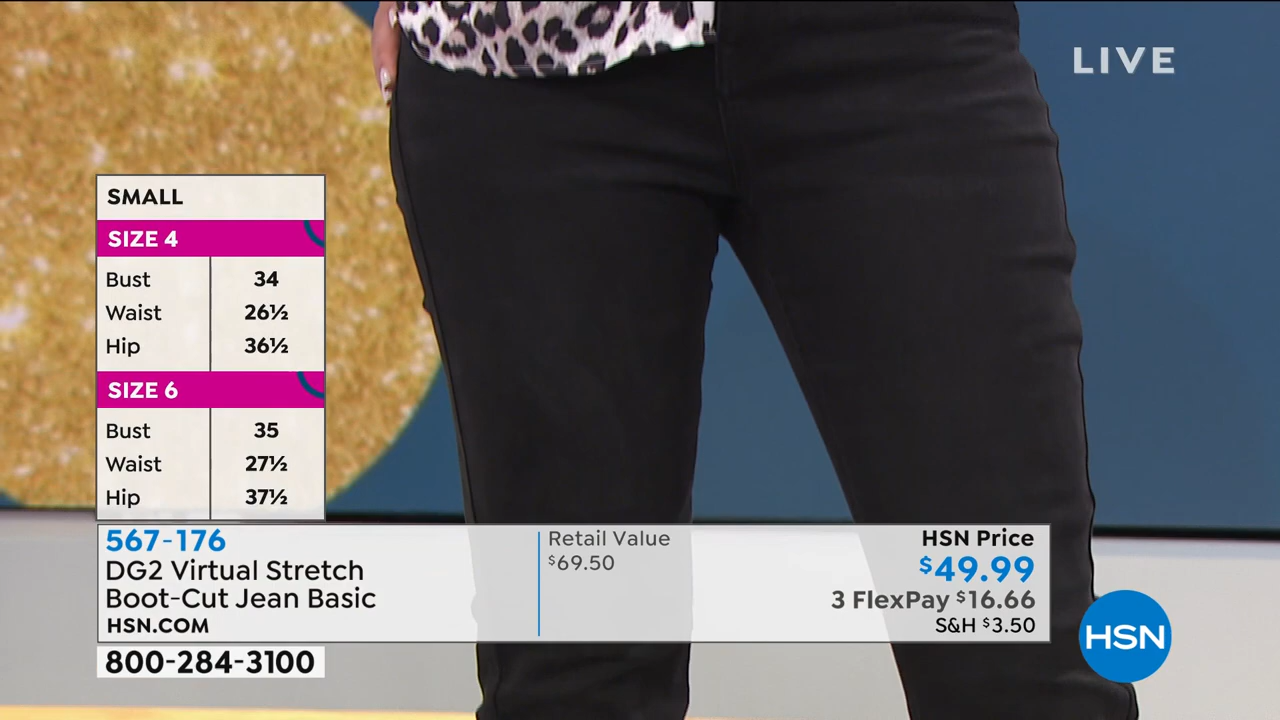 LIVE
SMALL
SIZE 4
Bust 34
Waist 26½
Hip 36½
SIZE 6
Bust 35
Waist 27½
Hip 37½
567-176
DG2 Virtual Stretch
Boot-Cut Jean Basic
HSN.COM
Retail Value
$69.50
HSN Price
$49.99
3 FlexPay $16.66
S&H $3.50
HSN
800-284-3100